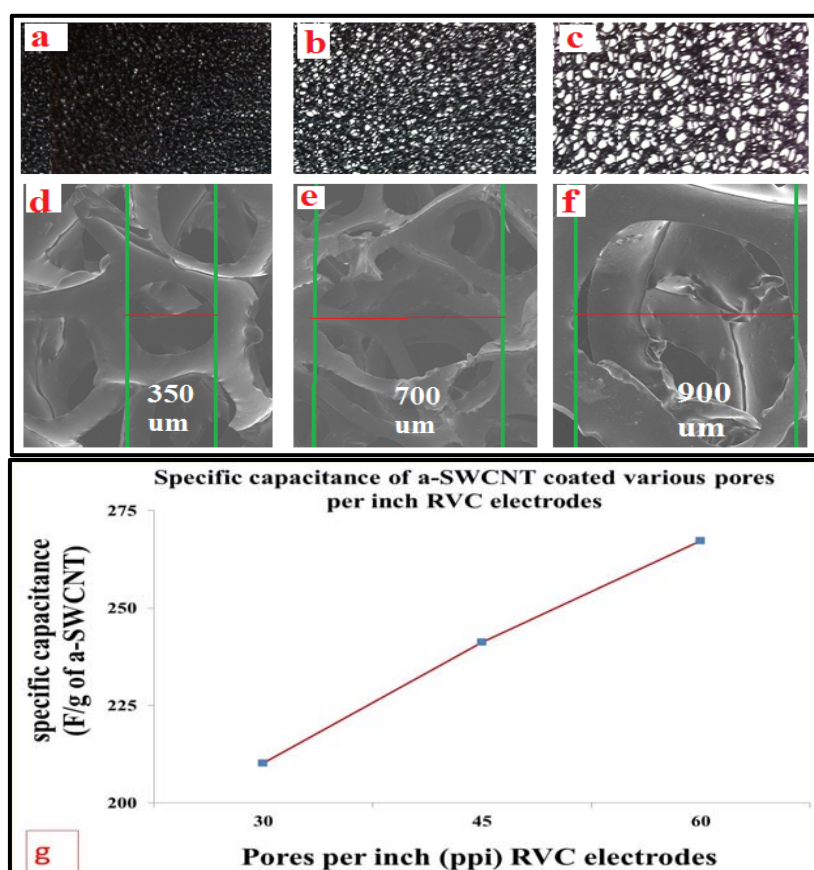 a
b
c
d
e
f
350
um
700
um
900
um
Specific capacitance of a-SWCNT coated various pores
per inch RVC electrodes
specific capacitance
(F/g of a-SWCNT)
275
250
225
200
30
45
60
Pores per inch (ppi) RVC electrodes
g